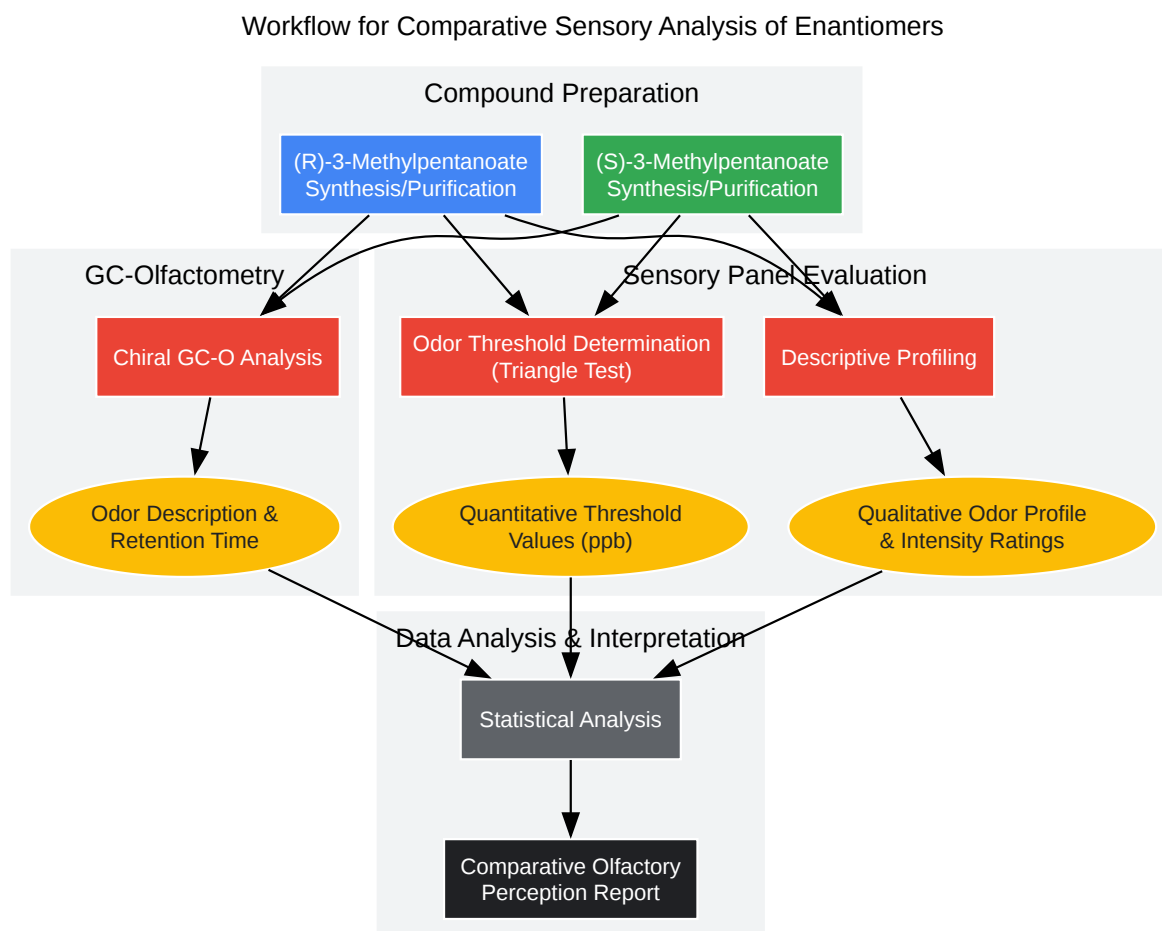 Workflow for Comparative Sensory Analysis of Enantiomers
Compound Preparation
(R)-3-Methylpentanoate
Synthesis/Purification
(S)-3-Methylpentanoate
Synthesis/Purification
GC-Olfactometry
Sensory Panel Evaluation
Chiral GC-O Analysis
Odor Threshold Determination
(Triangle Test)
Descriptive Profiling
Odor Description &
Retention Time
Quantitative Threshold
Values (ppb)
Qualitative Odor Profile
& Intensity Ratings
Data Analysis & Interpretation
Statistical Analysis
Comparative Olfactory
Perception Report